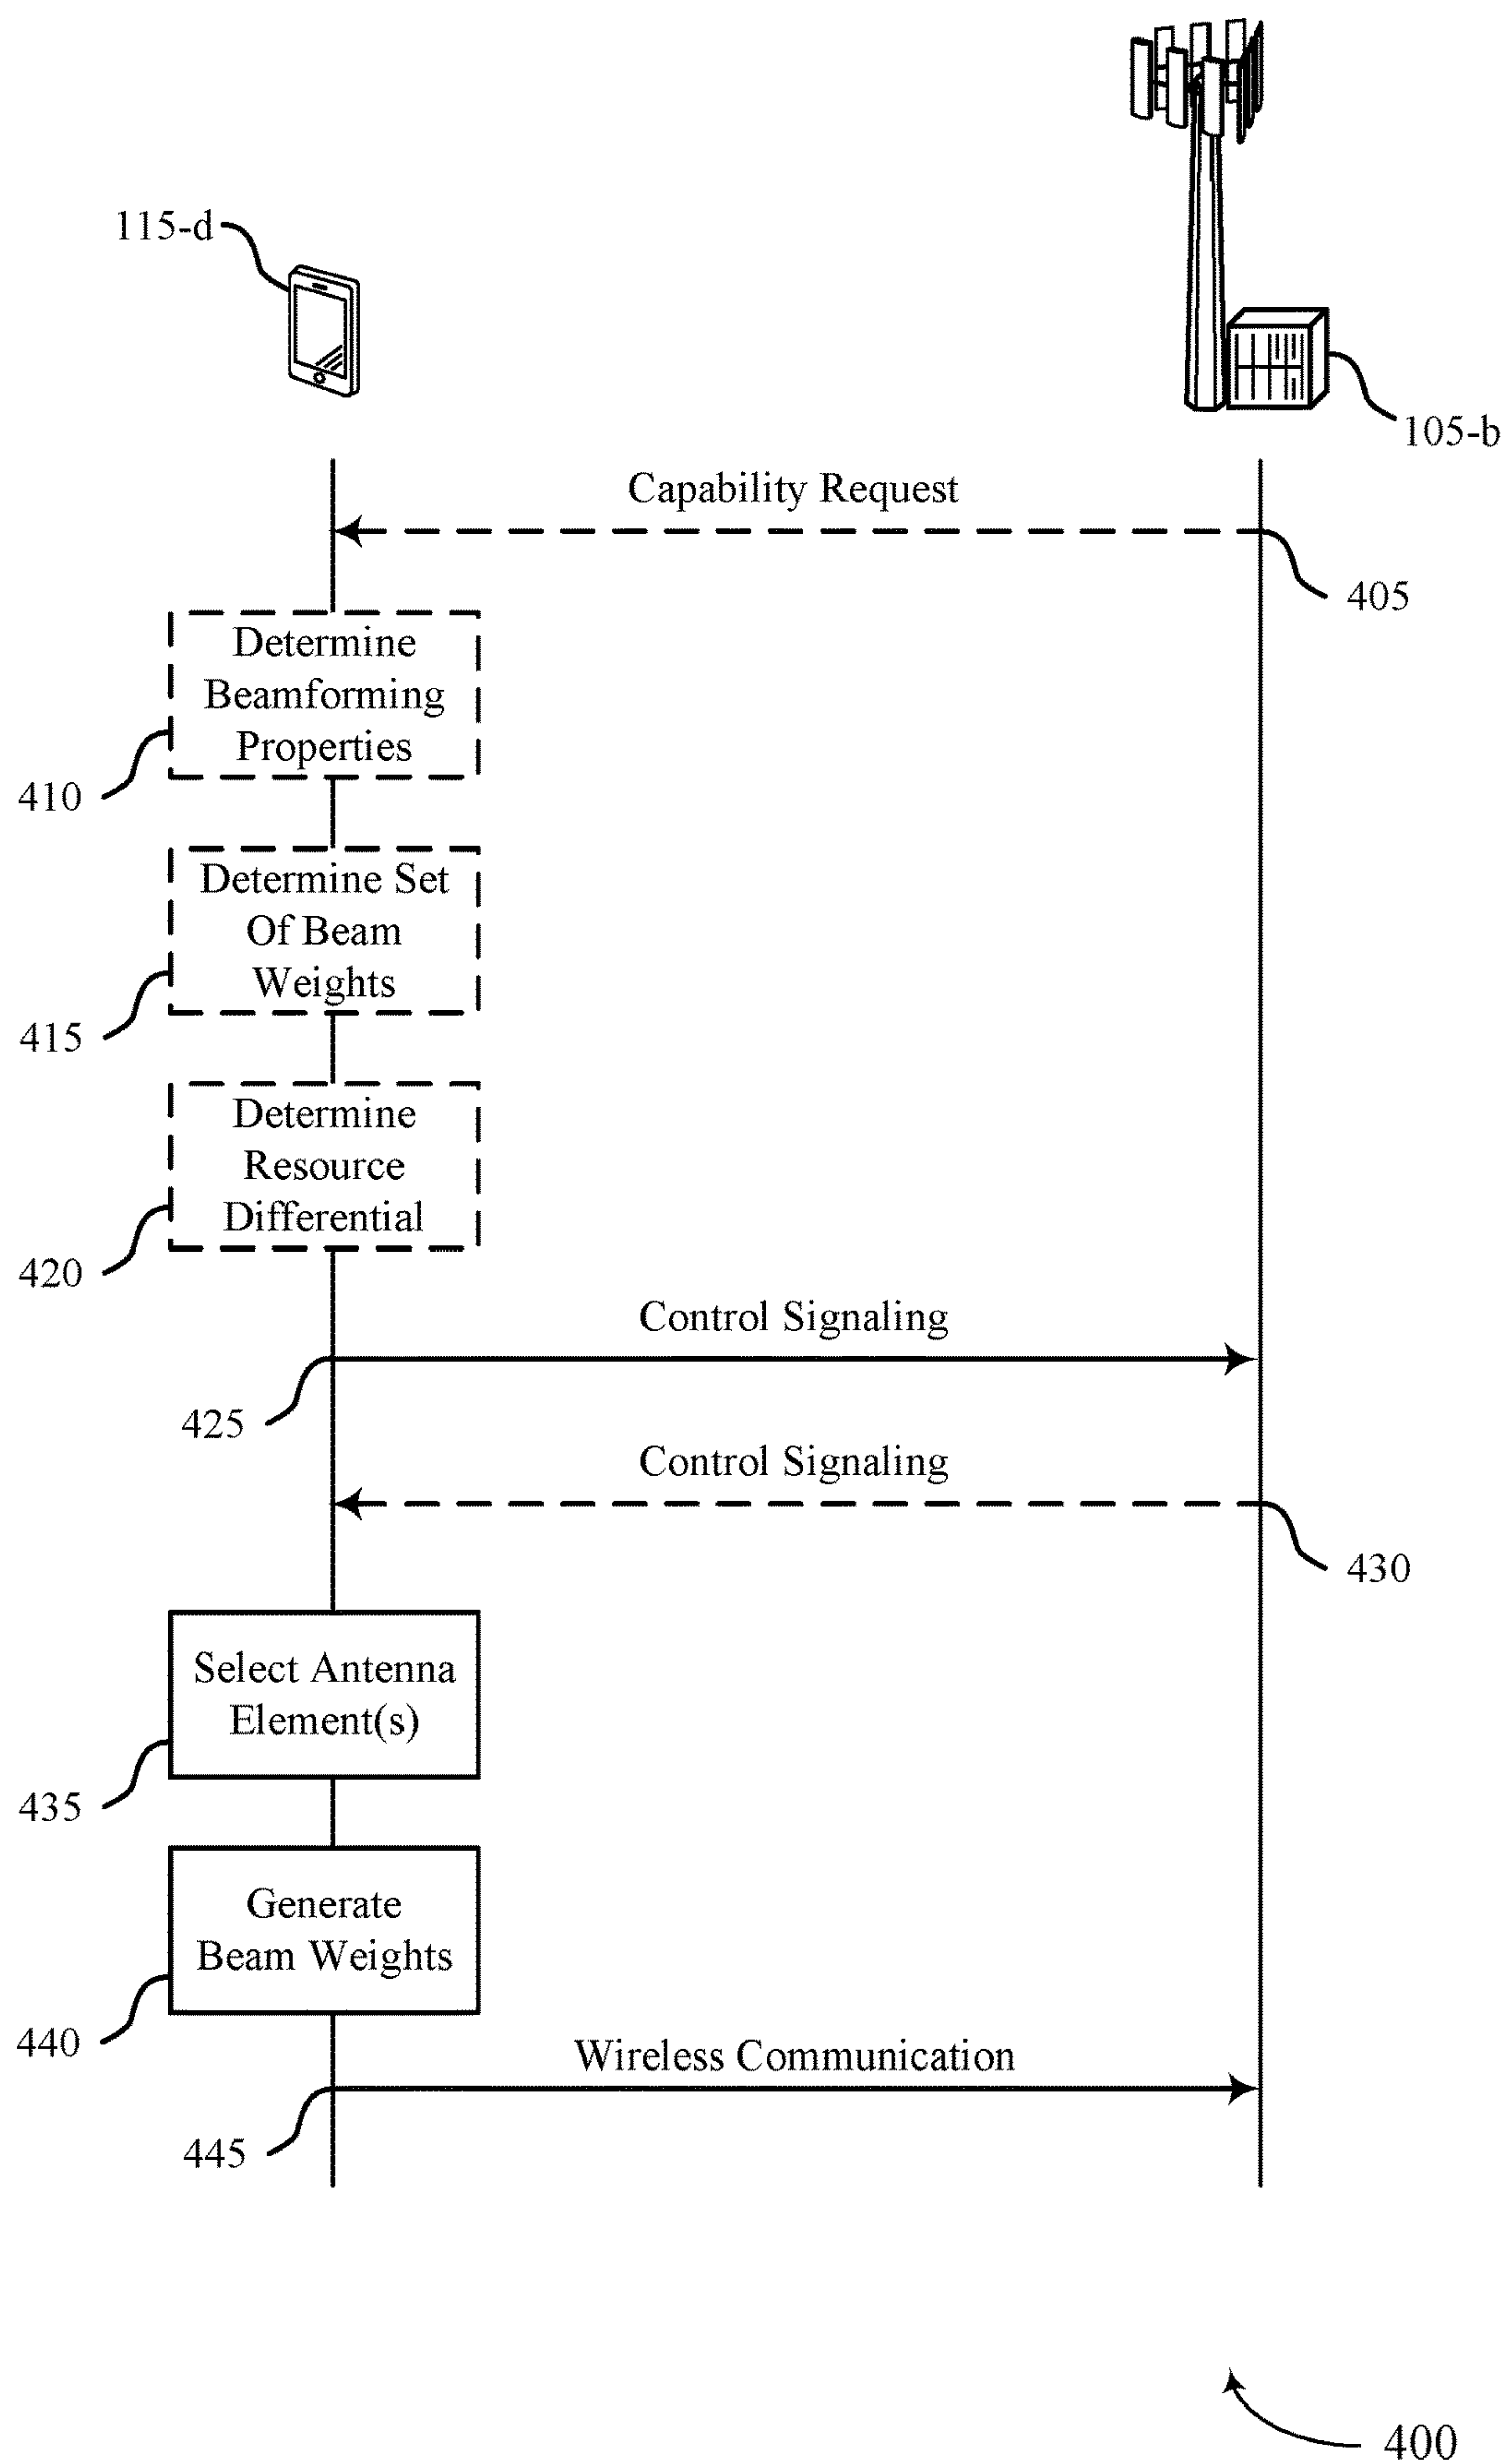 115-d
105-b
Capability Request
405
Determine
Beamforming
Properties
410
Determine Set
Of Beam
Weights
415
Determine
Resource
Differential
420
Control Signaling
425
Control Signaling
430
Select Antenna
Element(s)
435
Generate
Beam Weights
440
Wireless Communication
445
400